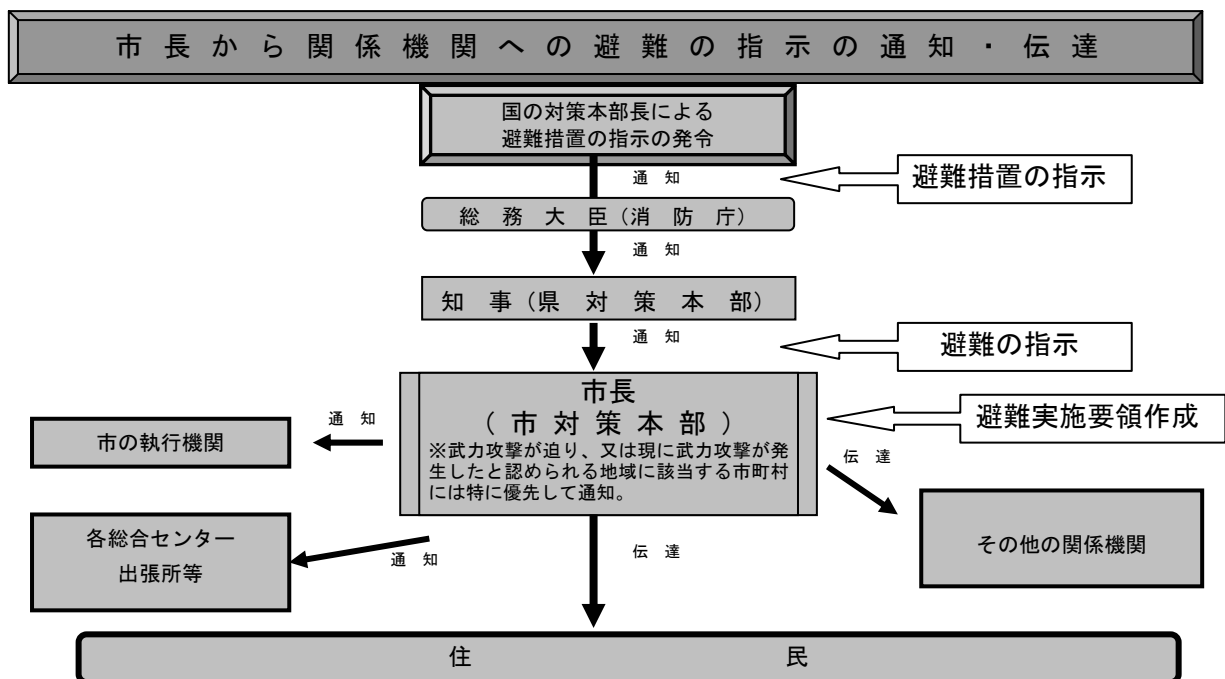 市長から関係機関への避難の指示の通知・伝達
国の対策本部長による
避難措置の指示の発令
通知
避難措置の指示
総務大臣（消防庁）
通知
知事（県対策本部）
通知
避難の指示
市長
（市対策本部）
※武力攻撃が迫り、又は現に武力攻撃が発
生したと認められる地域に該当する市町村
には特に優先して通知。
避難実施要領作成
通知
市の執行機関
伝達
その他の関係機関
各総合センター
出張所等
通知
伝達
住民